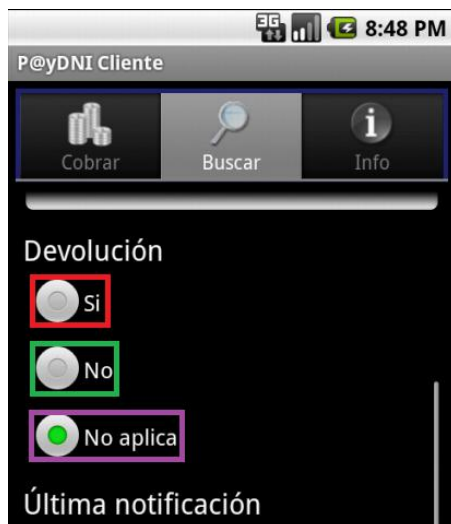 3G 8:48 PM
P@yDNI Cliente
Cobrar Buscar Info
Devolución
Si
No
No aplica
Última notificación